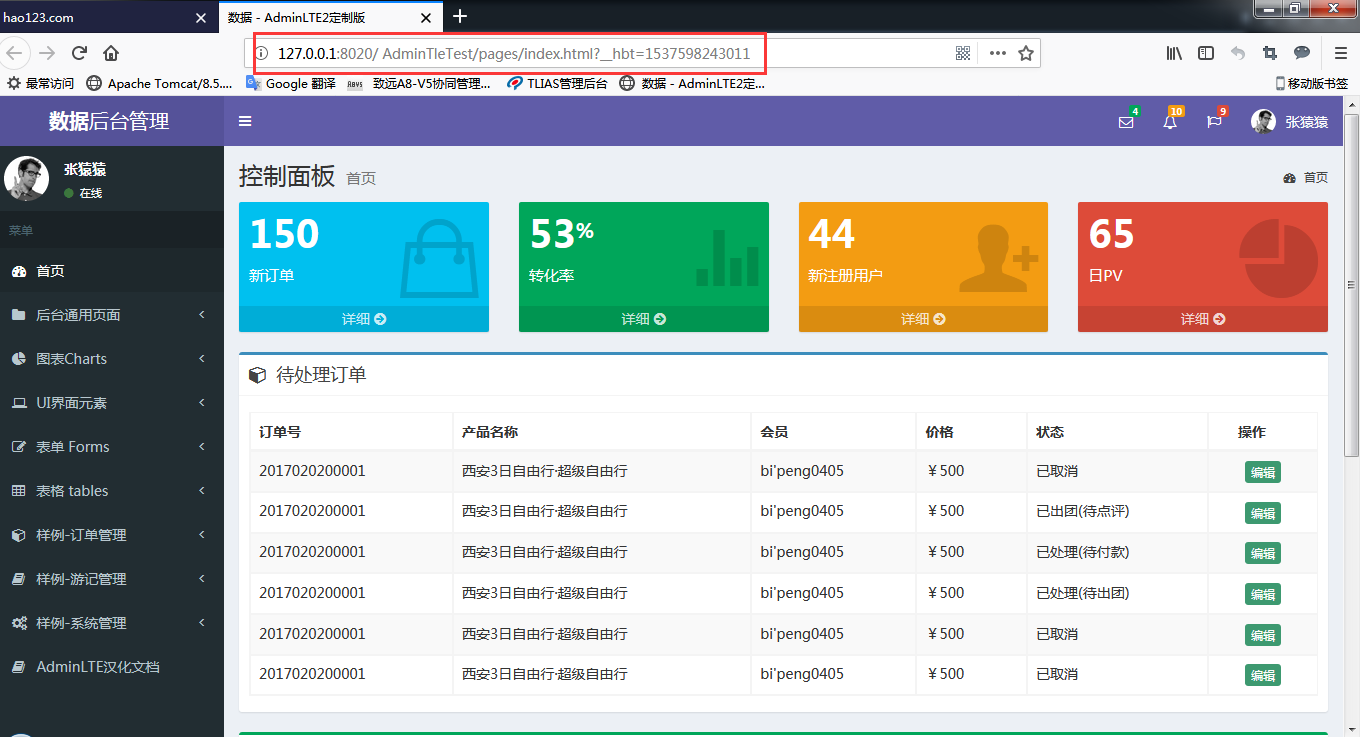 hao123.com
数据 - AdminLTE2定制版
127.0.0.1:8020/ AdminTleTest/pages/index.html?__hbt=1537598243011
最常访问 Apache Tomcat/8.5.... Google 翻译 致远A8-V5协同管理... TLIAS管理后台 数据 - AdminLTE2定... 移动版书签
数据后台管理 4 10 9 张猿猿
张猿猿
在线
菜单
首页
后台通用页面
图表Charts
UI界面元素
表单 Forms
表格 tables
样例-订单管理
样例-游记管理
样例-系统管理
AdminLTE汉化文档
控制面板 首页 首页
150 53% 44 65
新订单 转化率 新注册用户 日PV
详细 详细 详细 详细
待处理订单
订单号 产品名称 会员 价格 状态 操作
2017020200001 西安3日自由行·超级自由行 bi'peng0405 ￥500 已取消 编辑
2017020200001 西安3日自由行·超级自由行 bi'peng0405 ￥500 已出团(待点评) 编辑
2017020200001 西安3日自由行·超级自由行 bi'peng0405 ￥500 已处理(待付款) 编辑
2017020200001 西安3日自由行·超级自由行 bi'peng0405 ￥500 已处理(待出团) 编辑
2017020200001 西安3日自由行·超级自由行 bi'peng0405 ￥500 已取消 编辑
2017020200001 西安3日自由行·超级自由行 bi'peng0405 ￥500 已取消 编辑